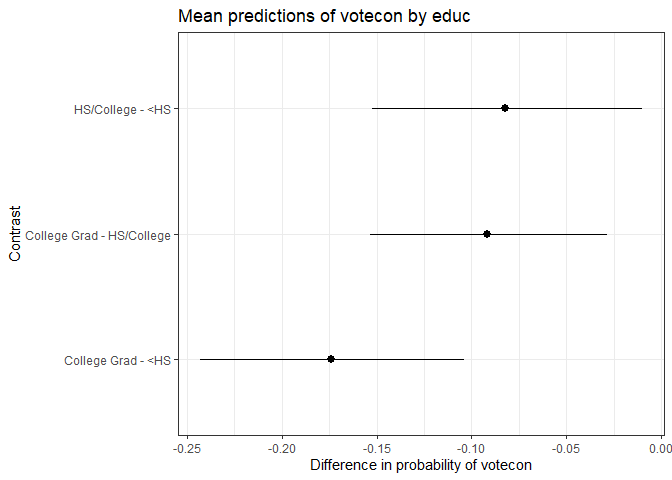 Mean predictions of votecon by educ
Contrast
HS/College - <HS
College Grad - HS/College
College Grad - <HS
-0.25 -0.20 -0.15 -0.10 -0.05 0.00
Difference in probability of votecon